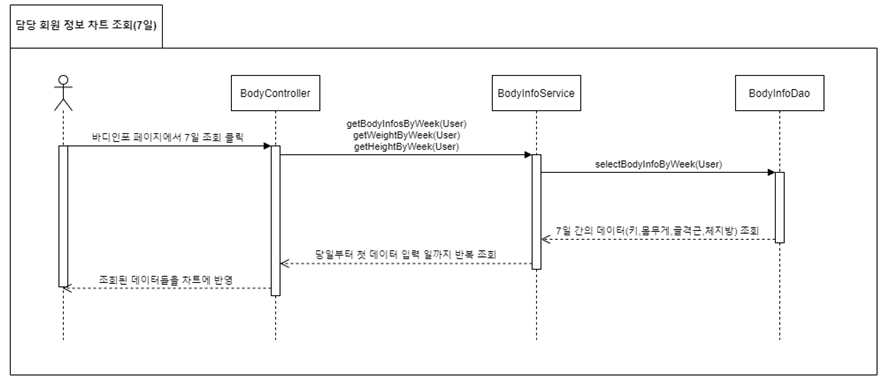 담당 회원 정보 차트 조회(7일)
BodyController
BodyInfoService
BodyInfoDao
바디인포 페이지에서 7일 조회 클릭
getBodyInfosByWeek(User)
getWeightByWeek(User)
getHeightByWeek(User)
selectBodyInfoByWeek(User)
7일 간의 데이터(키,몸무게,골격근,체지방) 조회
당일부터 첫 데이터 입력 일까지 반복 조회
조회된 데이터들을 차트에 반영